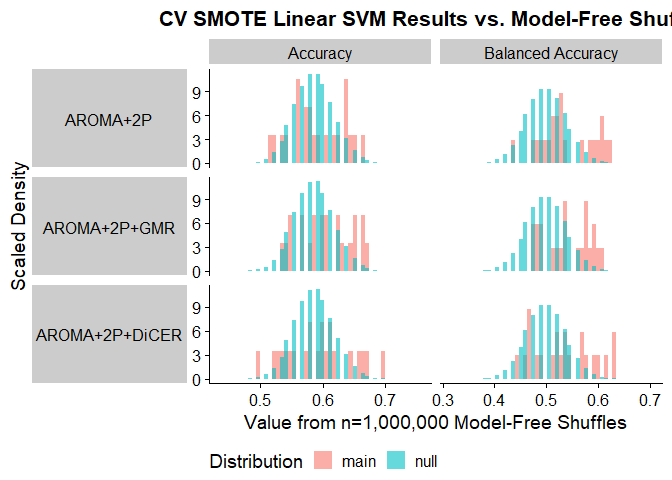 CV SMOTE Linear SVM Results vs. Model-Free Shuf
Accuracy
Balanced Accuracy
AROMA+2P
9
6
3
0
AROMA+2P+GMR
9
6
3
0
AROMA+2P+DiCER
9
6
3
0
Scaled Density
0.5 0.6 0.7
0.3 0.4 0.5 0.6 0.7
Value from n=1,000,000 Model-Free Shuffles
Distribution main null